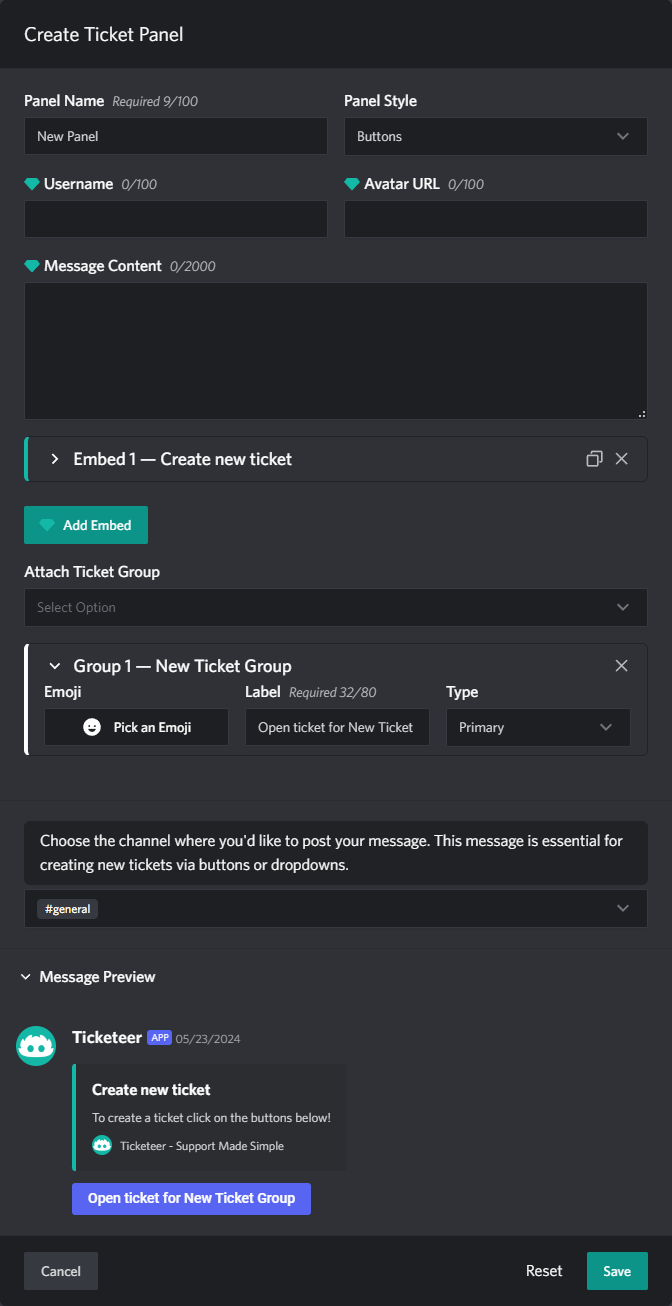 Create Ticket Panel
Panel Name Required 9/100
Panel Style
New Panel
Buttons
Username 0/100
Avatar URL 0/100
Message Content 0/2000
Embed 1 — Create new ticket
Add Embed
Attach Ticket Group
Select Option
Group 1 — New Ticket Group
Emoji
Label Required 32/80
Type
Pick an Emoji
Open ticket for New Ticket
Primary
Choose the channel where you'd like to post your message. This message is essential for
creating new tickets via buttons or dropdowns.
#general
Message Preview
Ticketeer APP 05/23/2024
Create new ticket
To create a ticket click on the buttons below!
Ticketeer - Support Made Simple
Open ticket for New Ticket Group
Cancel
Reset
Save